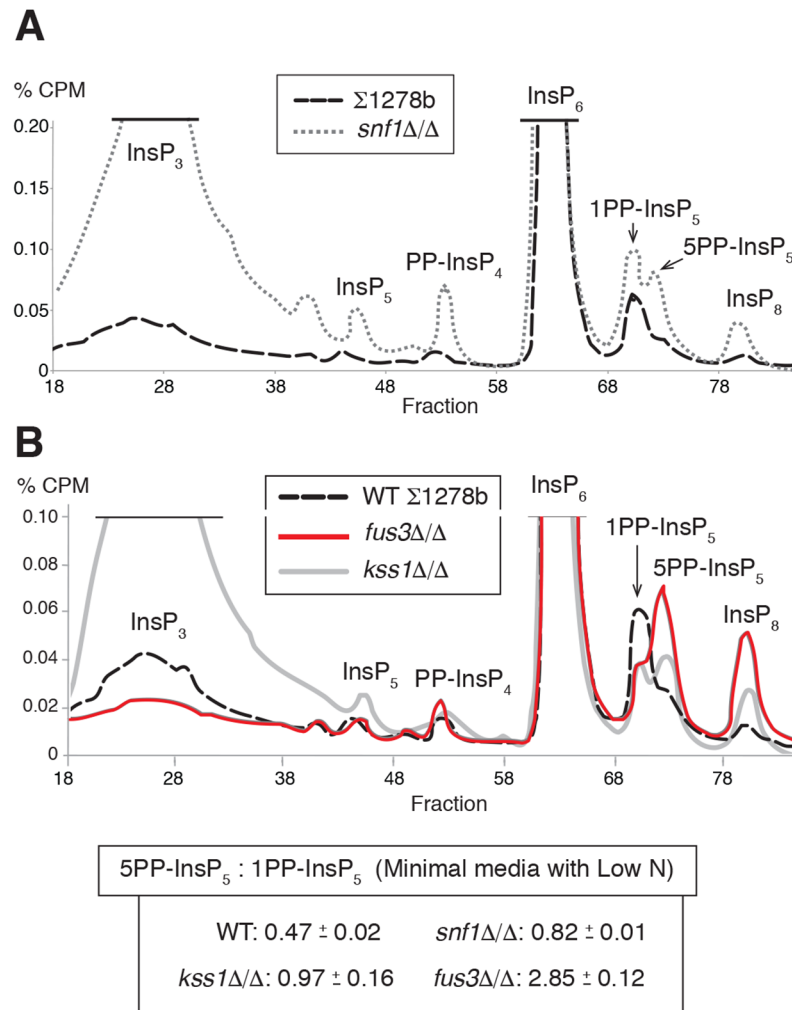 A
% CPM
Σ1278b
snf1Δ/Δ
InsP6
InsP3
1PP-InsP5
5PP-InsP5
PP-InsP4
InsP5
InsP8
0.20
0.15
0.10
0.05
0
18 28 38 48 58 68 78
Fraction
B
% CPM
WT Σ1278b
fus3Δ/Δ
kss1Δ/Δ
InsP6
1PP-InsP5
5PP-InsP5
InsP8
InsP3
InsP5
PP-InsP4
0.10
0.08
0.06
0.04
0.02
0
18 28 38 48 58 68 78
Fraction
5PP-InsP5 : 1PP-InsP5 (Minimal media with Low N)
WT: 0.47 ± 0.02 snf1Δ/Δ: 0.82 ± 0.01
kss1Δ/Δ: 0.97 ± 0.16 fus3Δ/Δ: 2.85 ± 0.12